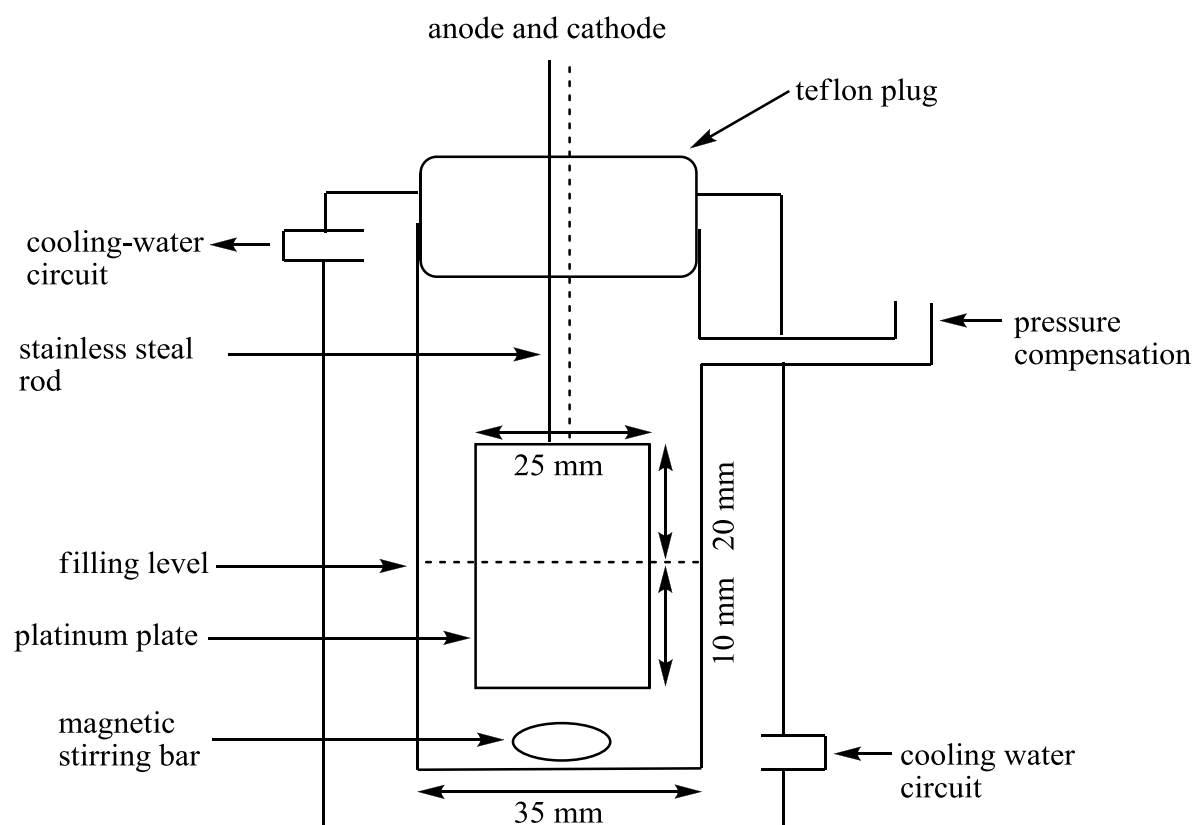 anode and cathode
teflon plug
cooling-water
circuit
pressure
compensation
stainless steal
rod
25 mm
20 mm
filling level
10 mm
platinum plate
magnetic
stirring bar
cooling water
circuit
35 mm